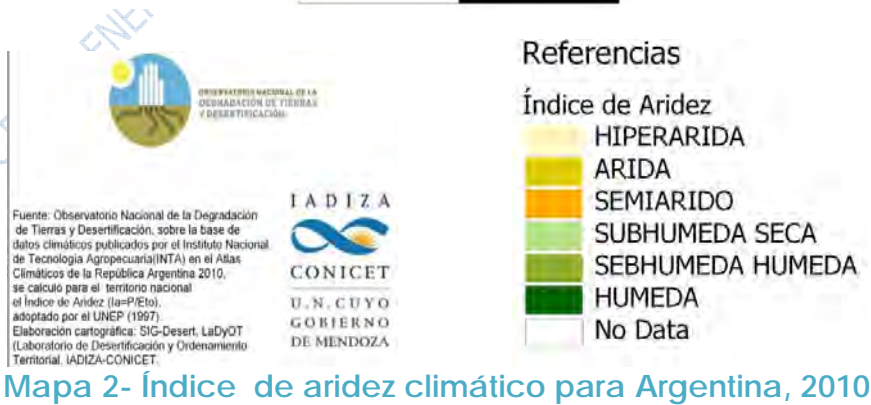 OBSERVATORIO NACIONAL DE LA
DEGRADACIÓN DE TIERRAS
Y DESERTIFICACIÓN
Fuente: Observatorio Nacional de la Degradación
de Tierras y Desertificación, sobre la base de
datos climáticos publicados por el Instituto Nacional
de Tecnología Agropecuaria(INTA) en el Atlas
Climáticos de la República Argentina 2010,
se calculó para el territorio nacional
el Índice de Aridez (Ia=P/Eto),
adoptado por el UNEP (1997).
Elaboración cartográfica: SIG-Desert, LaDyOT
(Laboratorio de Desertificación y Ordenamiento
Territorial, IADIZA-CONICET.
IADIZA
CONICET
U.N.CUYO
GOBIERNO
DE MENDOZA
Referencias
Índice de Aridez
HIPERARIDA
ARIDA
SEMIARIDO
SUBHUMEDA SECA
SEBHUMEDA HUMEDA
HUMEDA
No Data
Mapa 2- Índice de aridez climático para Argentina, 2010